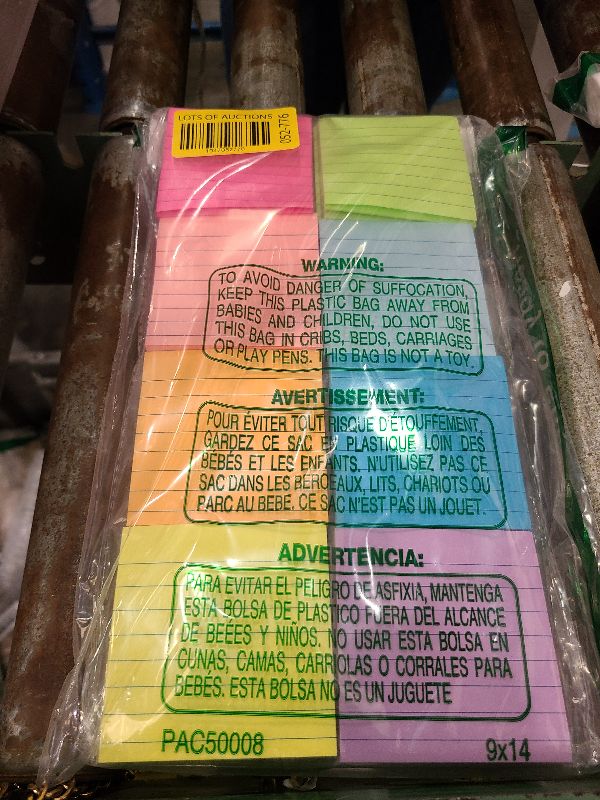 LOTS OF AUCTIONS
052-776
WARNING:
TO AVOID DANGER OF SUFFOCATION,
KEEP THIS PLASTIC BAG AWAY FROM
BABIES AND CHILDREN, DO NOT USE
THIS BAG IN CRIBS, BEDS, CARRIAGES
OR PLAY PENS. THIS BAG IS NOT A TOY.
AVERTISSEMENT:
POUR ÉVITER TOUT RISQUE D'ÉTOUFFEMENT,
GARDEZ CE SAC EN PLASTIQUE LOIN DES
BÉBÉS ET LES ENFANTS. N'UTILISEZ PAS CE
SAC DANS LES BERCEAUX, LITS, CHARIOTS OU
PARC AU BEBE. CE SAC N'EST PAS UN JOUET.
ADVERTENCIA:
PARA EVITAR EL PELIGRO DE ASFIXIA, MANTENGA
ESTA BOLSA DE PLASTICO FUERA DEL ALCANCE
DE BEÉES Y NIÑOS. NO USAR ESTA BOLSA EN
CUNAS, CAMAS, CARRIOLAS O CORRALES PARA
BEBÉS. ESTA BOLSA NO ES UN JUGUETE
PAC50008
9x14